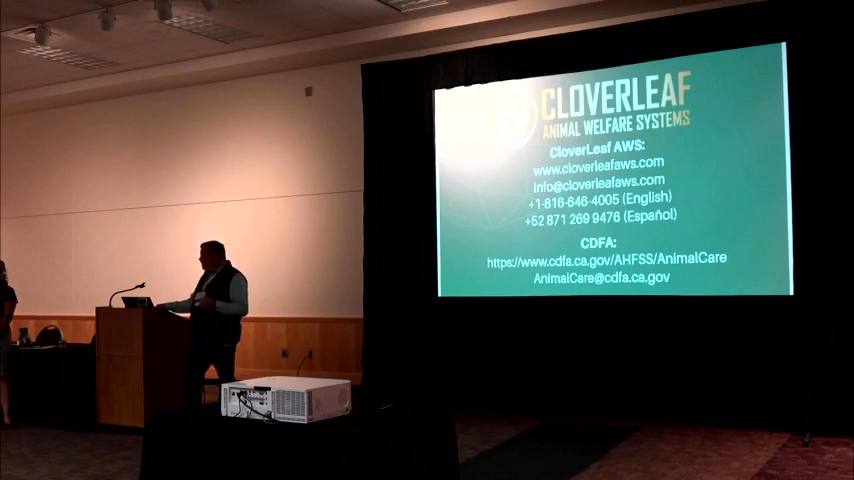 CLOVERLEAF
ANIMAL WELFARE SYSTEMS
CloverLeaf AWS:
www.cloverleafaws.com
info@cloverleafaws.com
+1-816-646-4005 (English)
+52 871 269 9476 (Español)
CDFA:
https://www.cdfa.ca.gov/AHFSS/AnimalCare
AnimalCare@cdfa.ca.gov